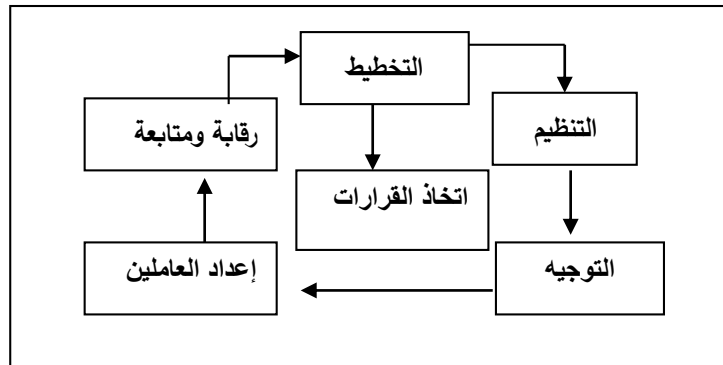 التخطيط
التنظيم
رقابة ومتابعة
اتخاذ القرارات
التوجيه
إعداد العاملين